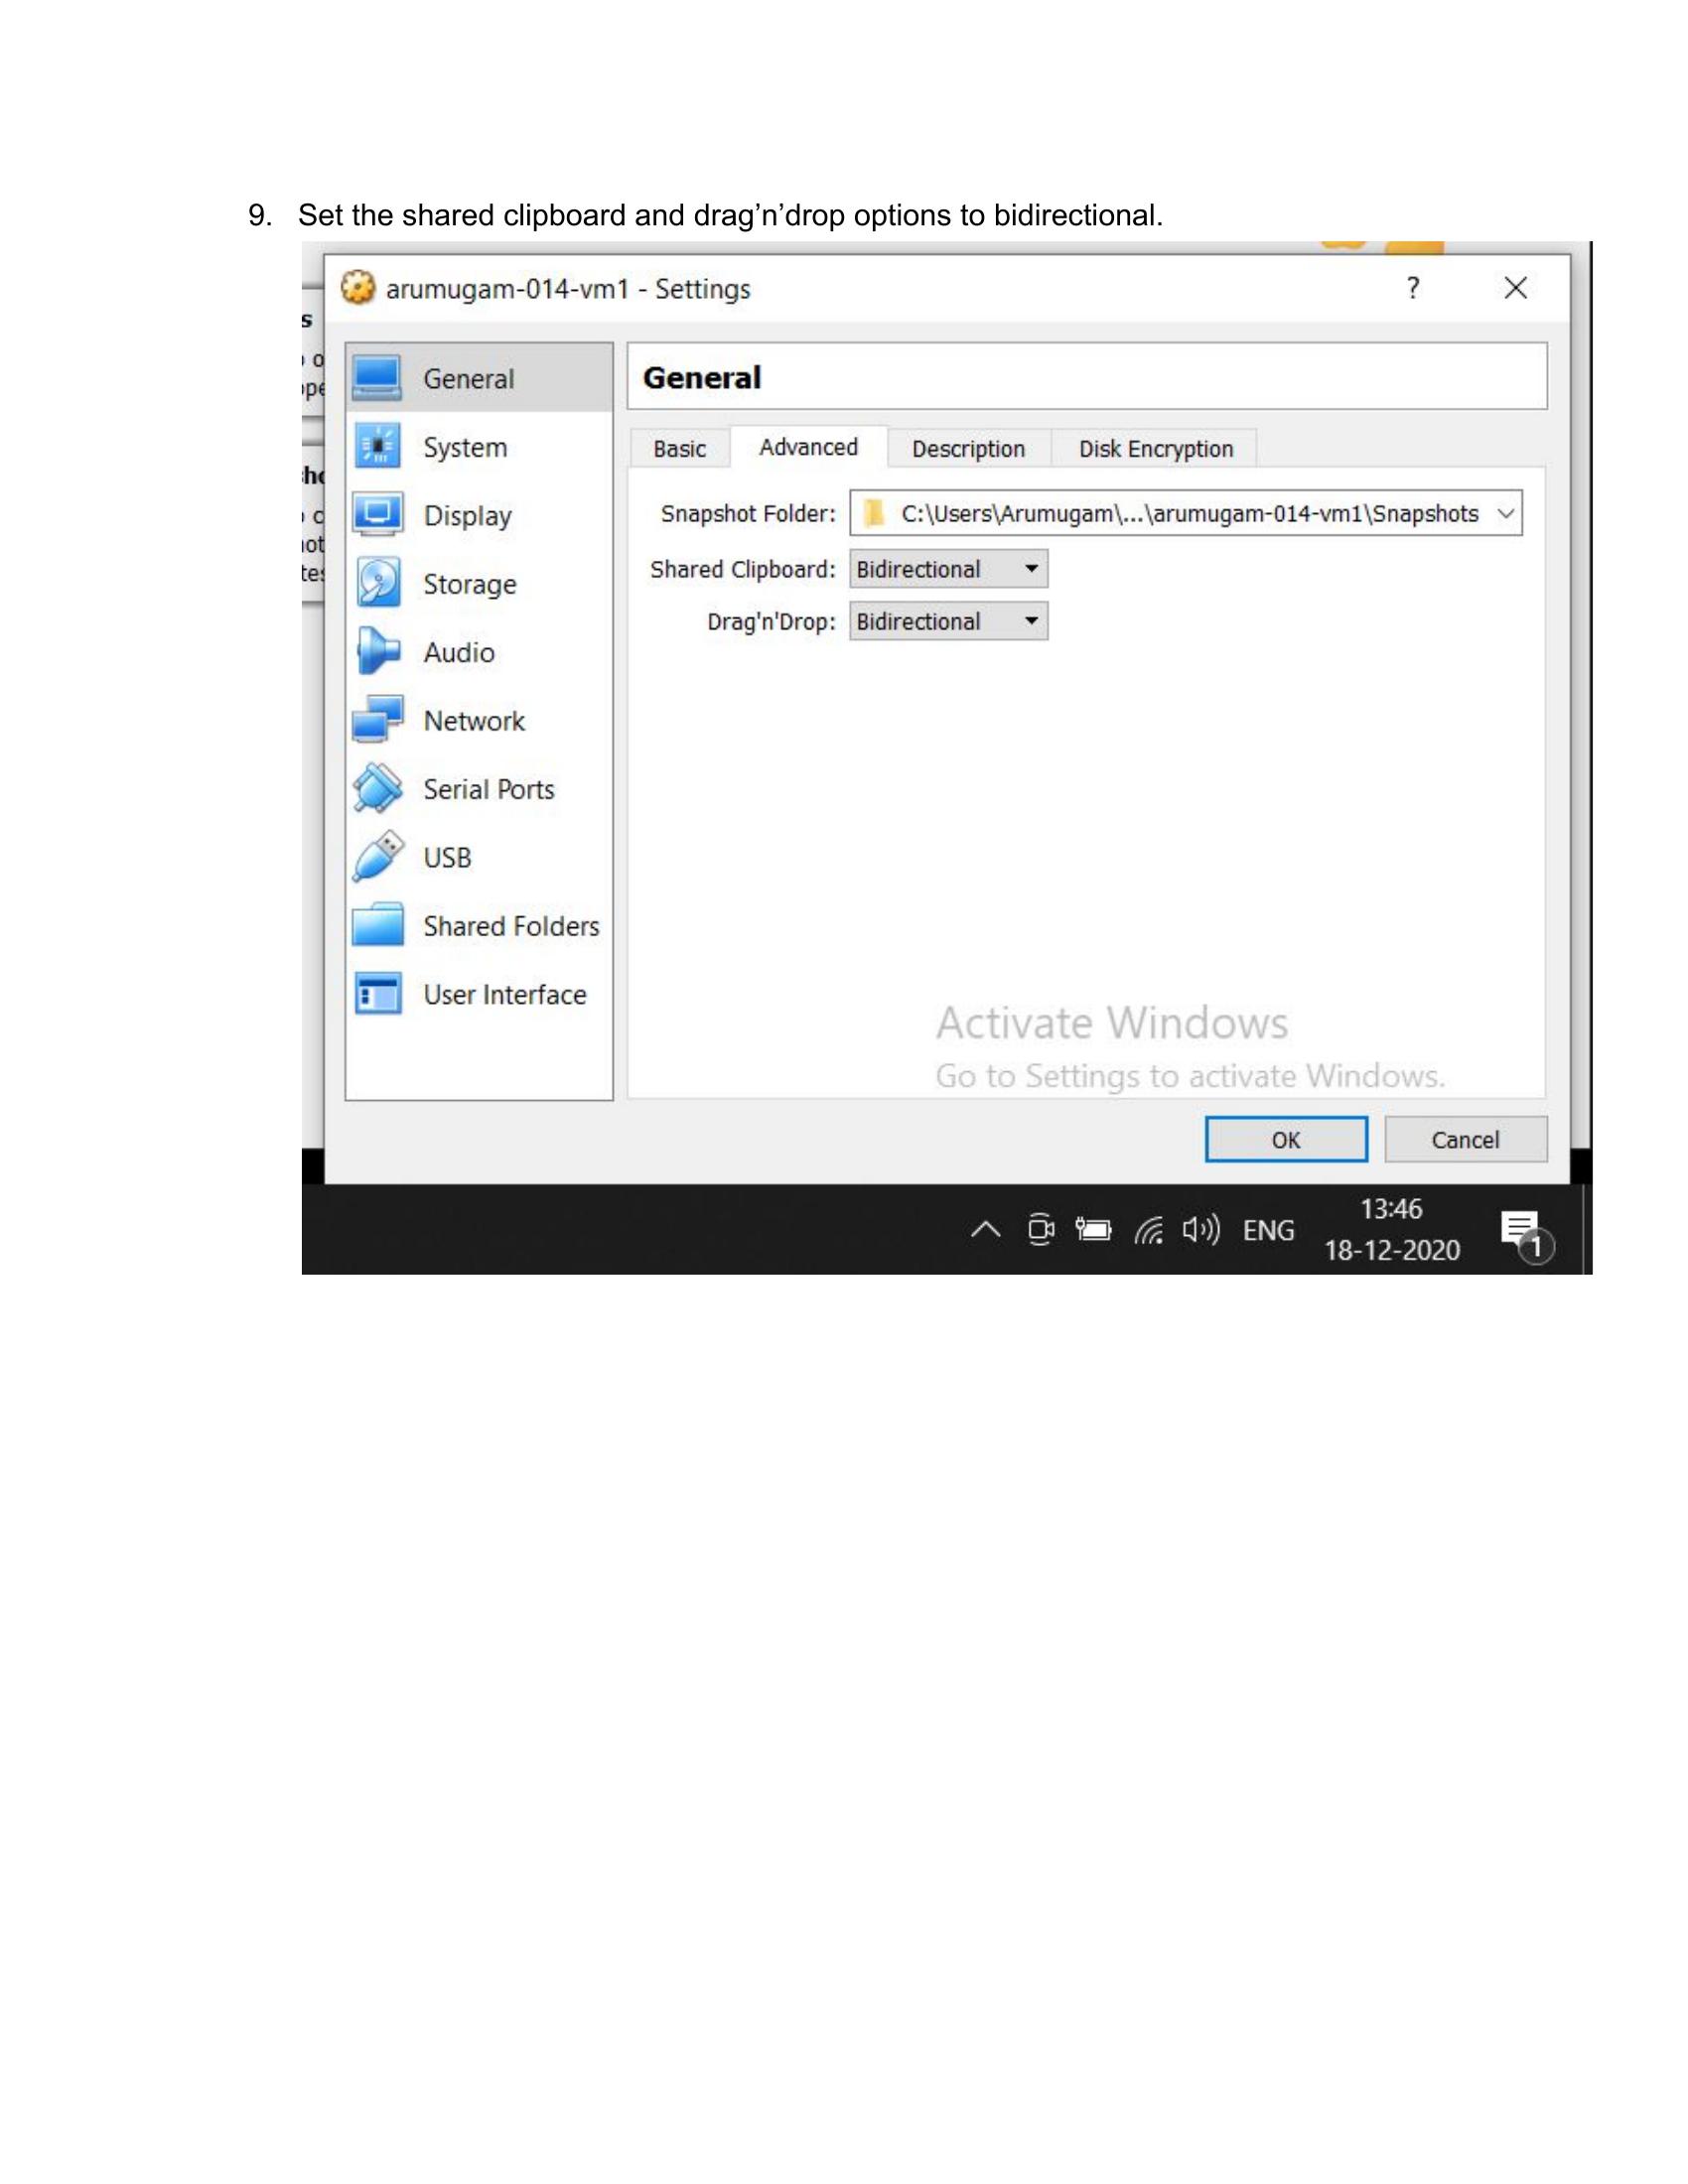 9. Set the shared clipboard and drag’n’drop options to bidirectional.
arumugam-014-vm1 - Settings
?
s
General
System
Display
Storage
Audio
Network
Serial Ports
USB
Shared Folders
User Interface
General
Basic Advanced Description Disk Encryption
Snapshot Folder: C:\Users\Arumugam\...\arumugam-014-vm1\Snapshots
Shared Clipboard: Bidirectional
Drag'n'Drop: Bidirectional
Activate Windows
Go to Settings to activate Windows.
OK Cancel
ENG
13:46
18-12-2020
1